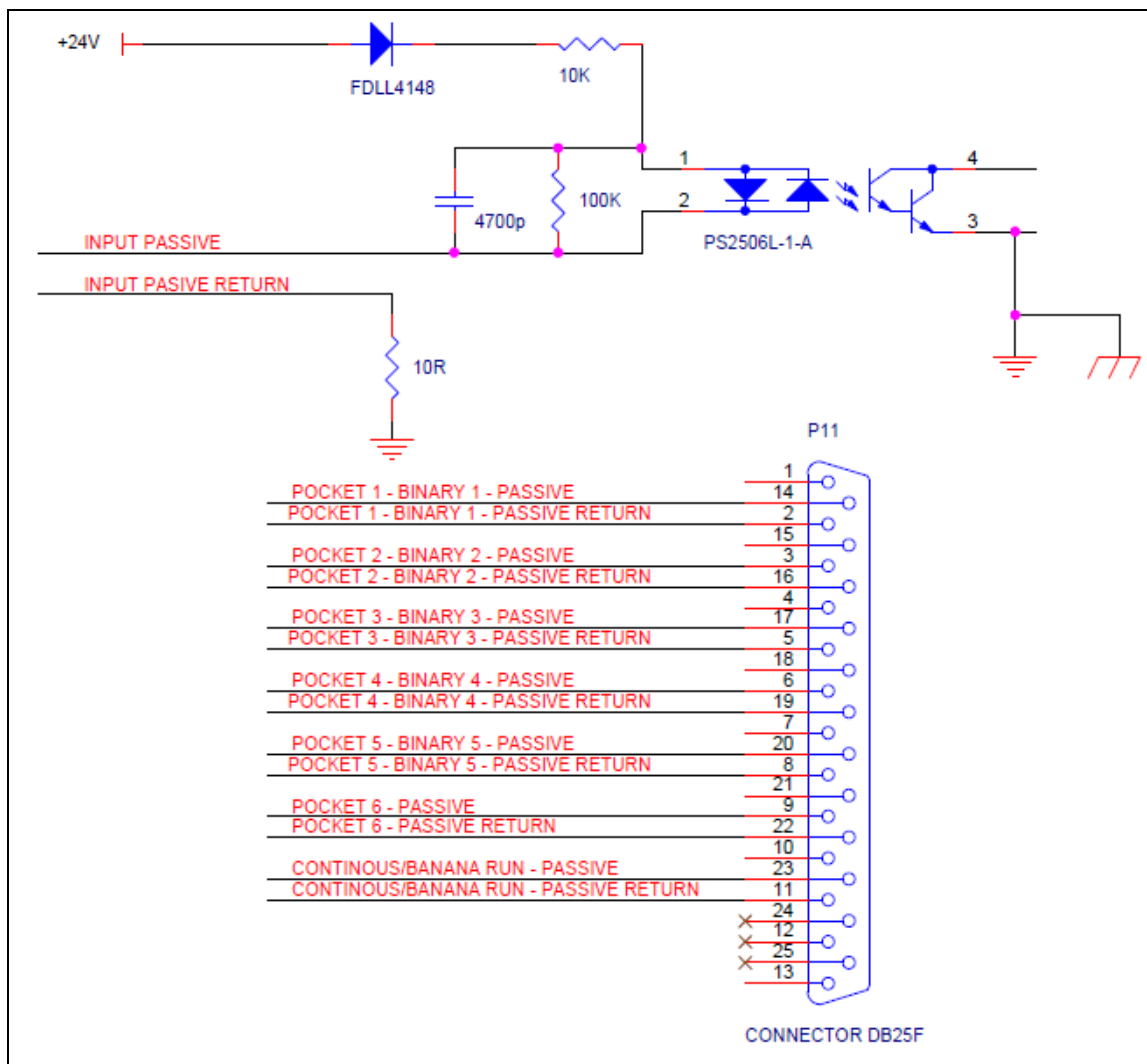 +24V
FDLL4148
10K
1
4
100K
4700p
2
3
INPUT PASSIVE
PS2506L-1-A
INPUT PASIVE RETURN
10R
P11
1
POCKET 1 - BINARY 1 - PASSIVE 14
POCKET 1 - BINARY 1 - PASSIVE RETURN 2
15
POCKET 2 - BINARY 2 - PASSIVE 3
POCKET 2 - BINARY 2 - PASSIVE RETURN 16
4
POCKET 3 - BINARY 3 - PASSIVE 17
POCKET 3 - BINARY 3 - PASSIVE RETURN 5
18
POCKET 4 - BINARY 4 - PASSIVE 6
POCKET 4 - BINARY 4 - PASSIVE RETURN 19
7
POCKET 5 - BINARY 5 - PASSIVE 20
POCKET 5 - BINARY 5 - PASSIVE RETURN 8
21
POCKET 6 - PASSIVE 9
POCKET 6 - PASSIVE RETURN 22
10
CONTINOUS/BANANA RUN - PASSIVE 23
CONTINOUS/BANANA RUN - PASSIVE RETURN 11
24
12
25
13
CONNECTOR DB25F